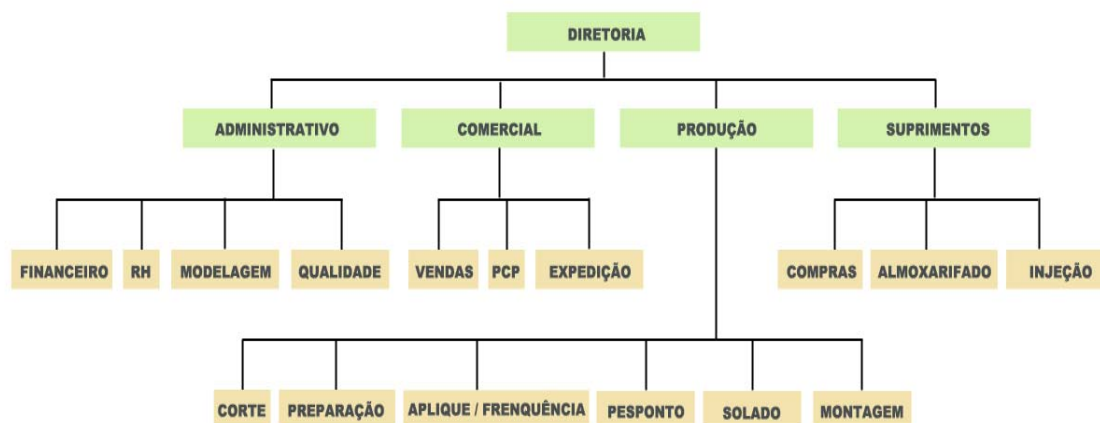 DIRETORIA
ADMINISTRATIVO
COMERCIAL
PRODUÇÃO
SUPRIMENTOS
FINANCEIRO
RH
MODELAGEM
QUALIDADE
VENDAS
PCP
EXPEDIÇÃO
COMPRAS
ALMOXARIFADO
INJEÇÃO
CORTE
PREPARAÇÃO
APLIQUE / FRENQUÊNCIA
PESPONTO
SOLADO
MONTAGEM